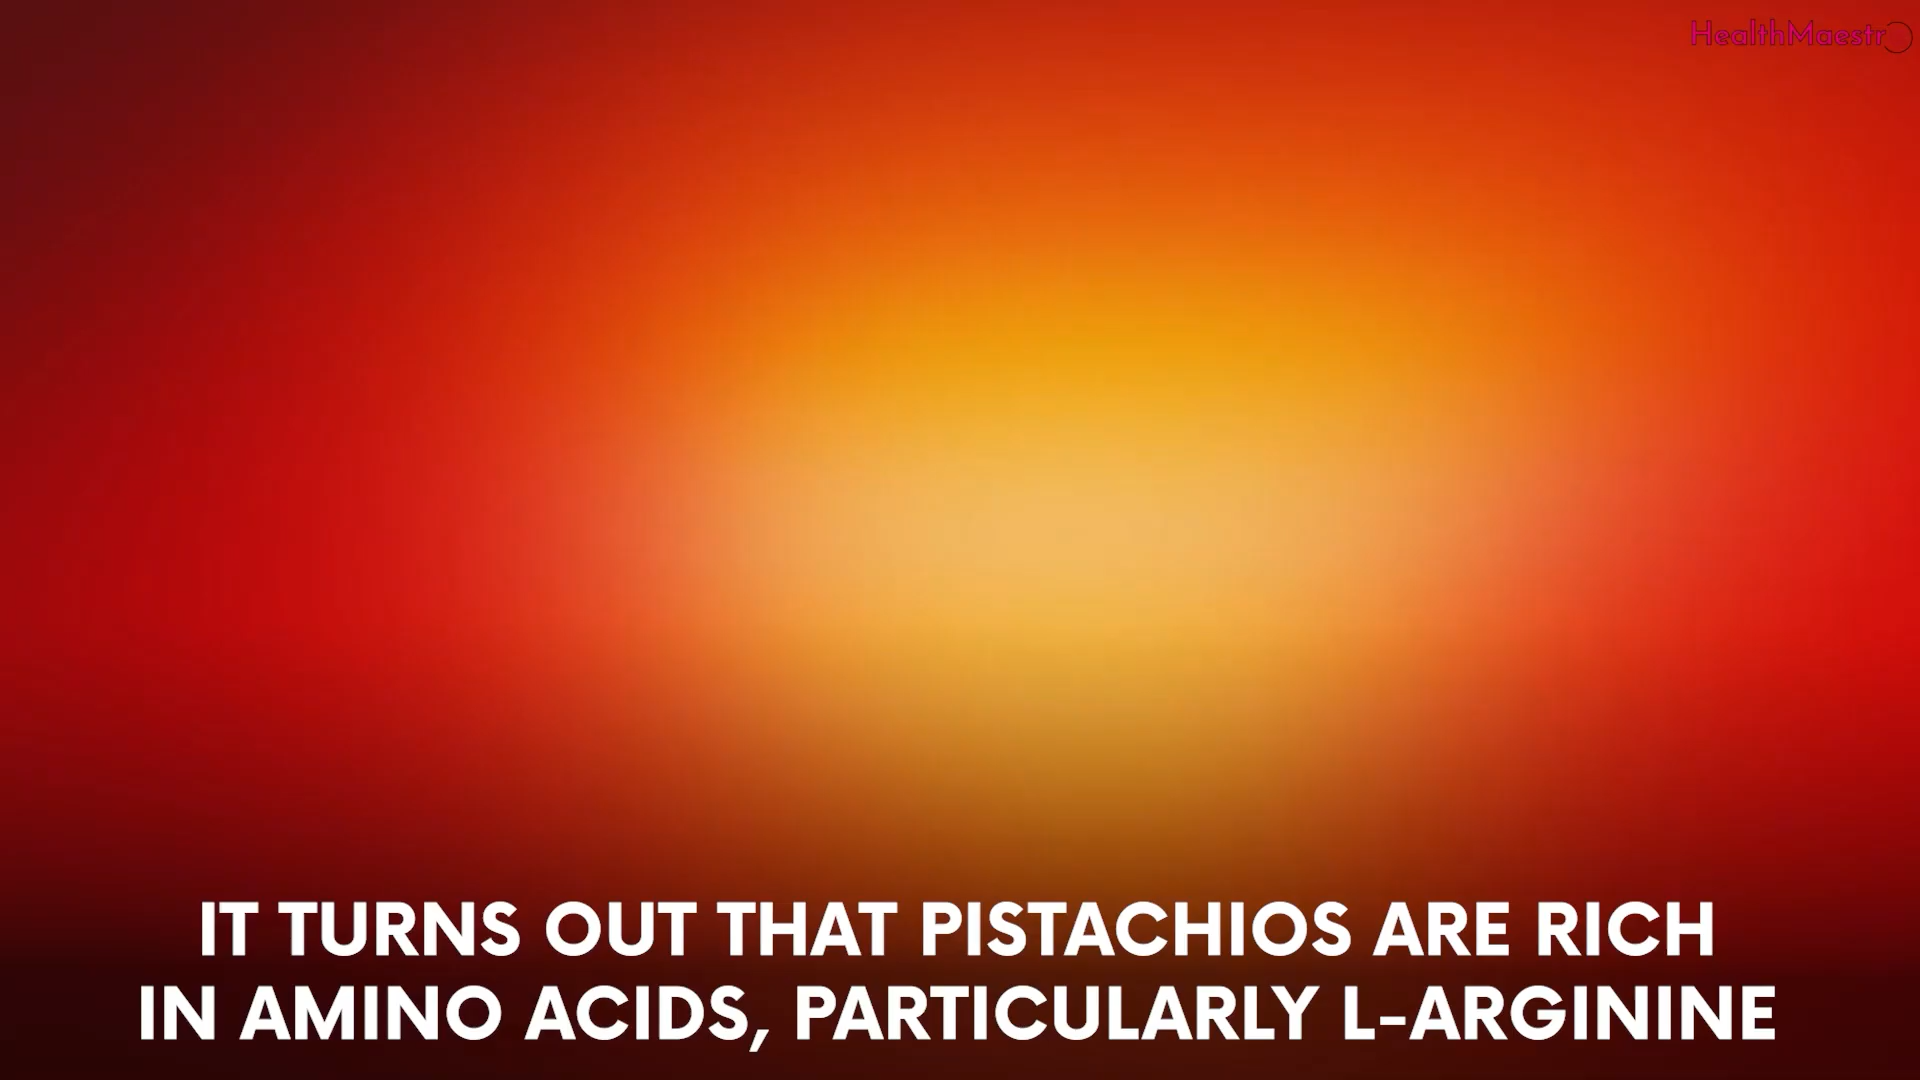 HealthMaestro
IT TURNS OUT THAT PISTACHIOS ARE RICH
IN AMINO ACIDS, PARTICULARLY L-ARGININE